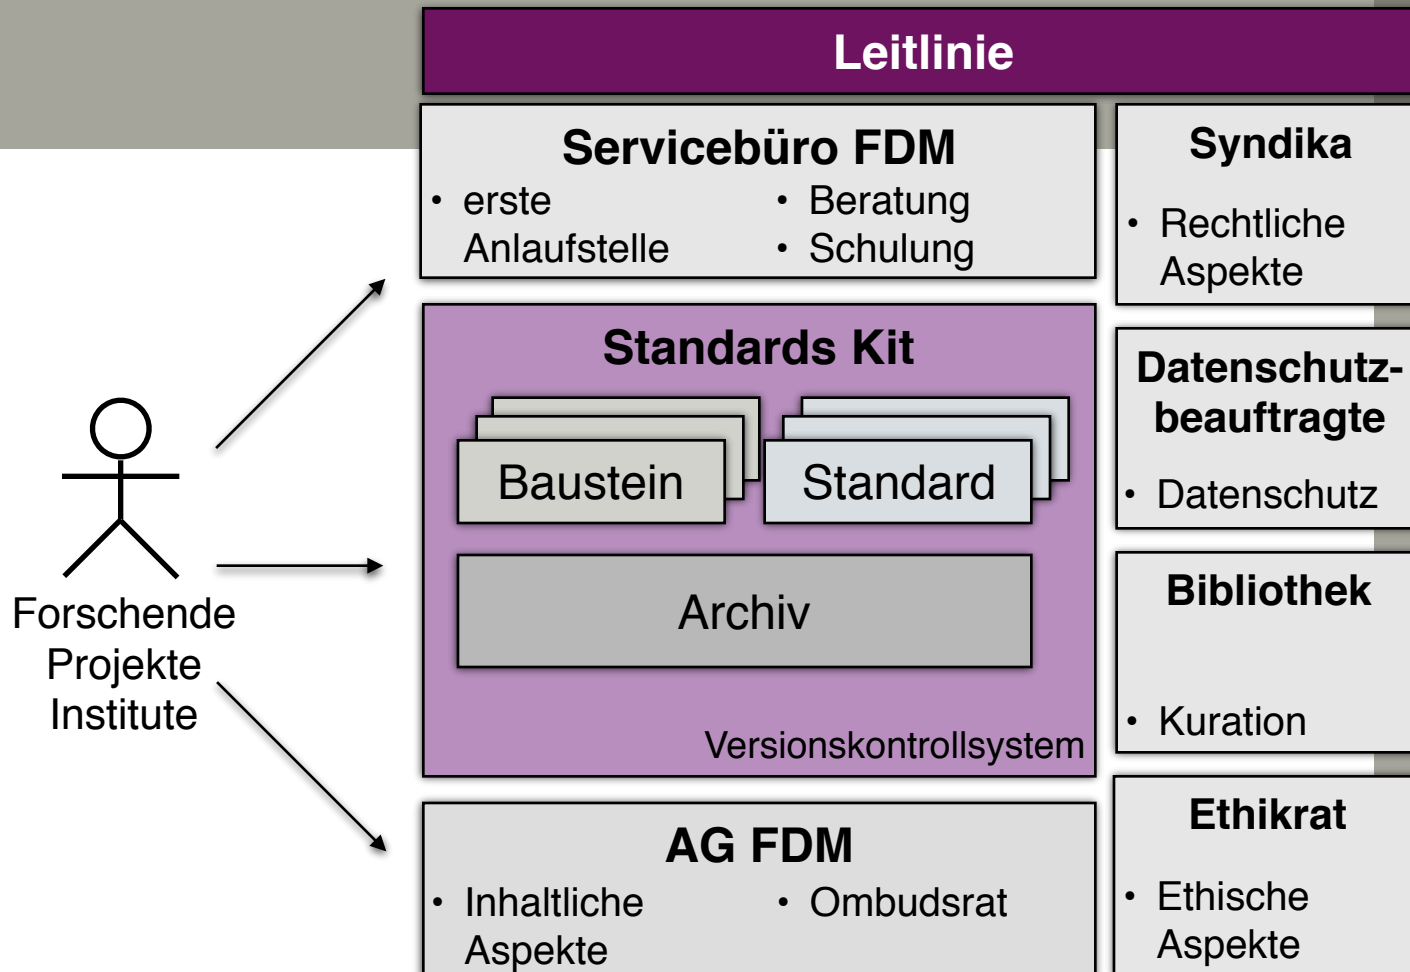 Leitlinie
Servicebüro FDM
• erste
Anlaufstelle
• Beratung
• Schulung
Syndika
• Rechtliche
Aspekte
Standards Kit
Baustein
Standard
Archiv
Versionskontrollsystem
Datenschutz-
beauftragte
• Datenschutz
Bibliothek
• Kuration
Forschende
Projekte
Institute
AG FDM
• Inhaltliche
Aspekte
• Ombudsrat
Ethikrat
• Ethische
Aspekte